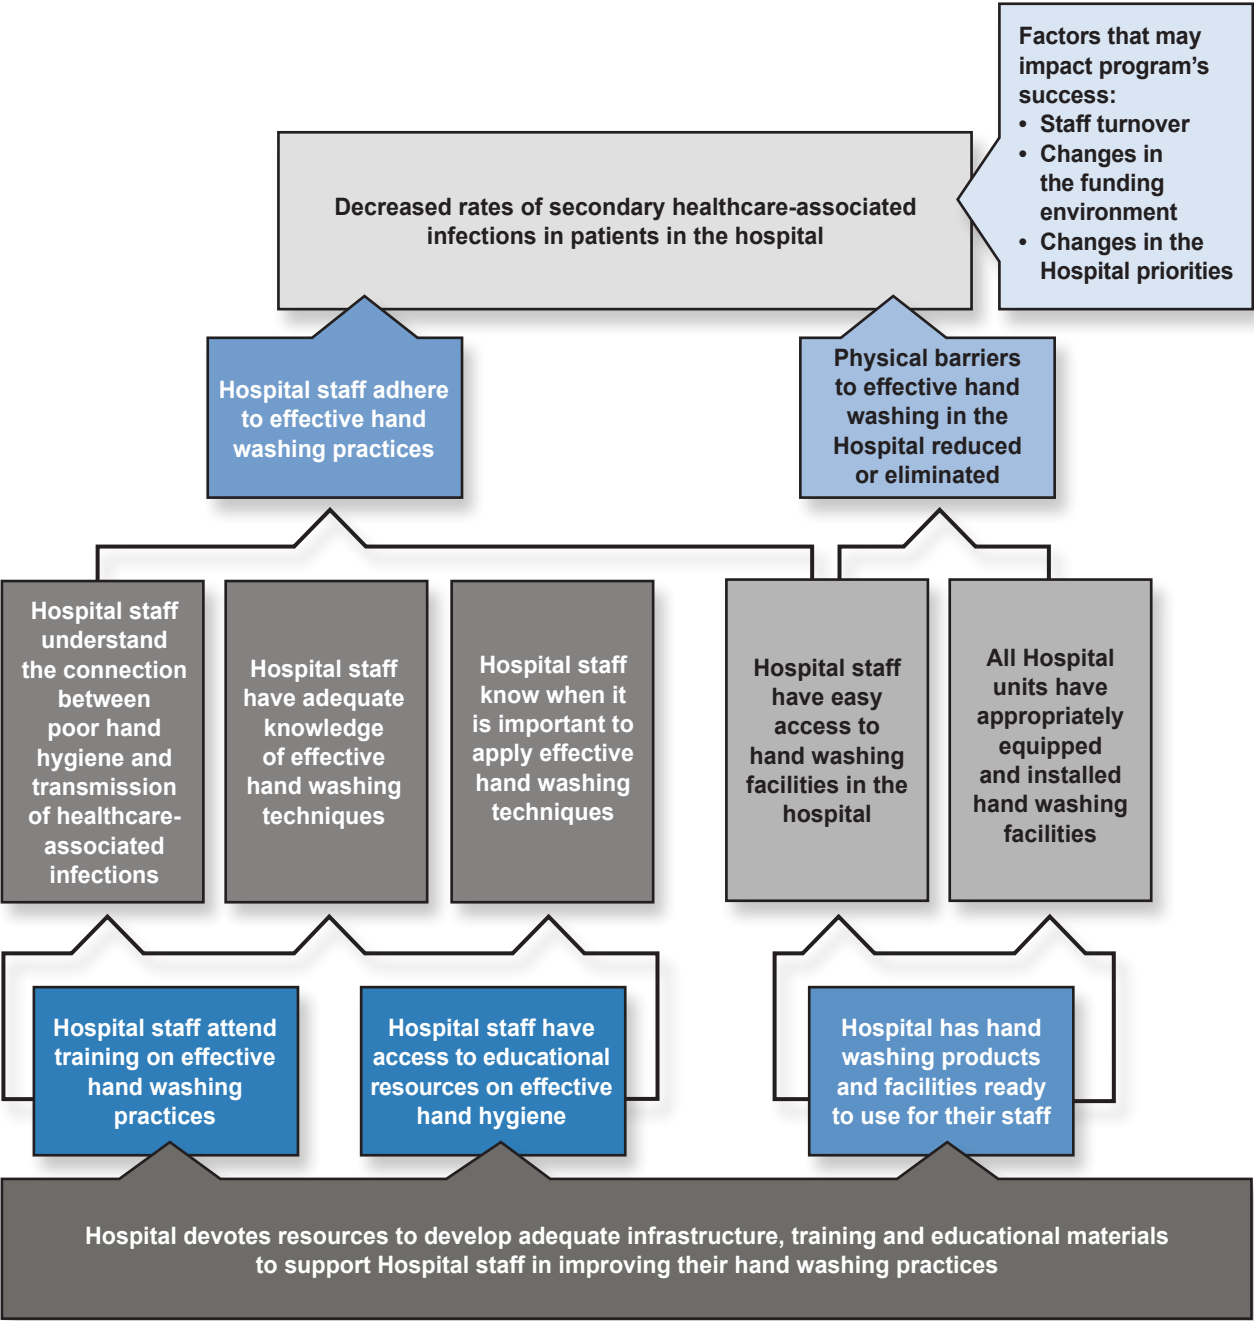 Factors that may
impact program’s
success:
• Staff turnover
• Changes in
the funding
environment
• Changes in the
Hospital priorities
Decreased rates of secondary healthcare-associated
infections in patients in the hospital
Hospital staff adhere
to effective hand
washing practices
Physical barriers
to effective hand
washing in the
Hospital reduced
or eliminated
Hospital staff
understand
the connection
between
poor hand
hygiene and
transmission
of healthcare-
associated
infections
Hospital staff
have adequate
knowledge
of effective
hand washing
techniques
Hospital staff
know when it
is important to
apply effective
hand washing
techniques
Hospital staff
have easy
access to
hand washing
facilities in the
hospital
All Hospital
units have
appropriately
equipped
and installed
hand washing
facilities
Hospital staff attend
training on effective
hand washing
practices
Hospital staff have
access to educational
resources on effective
hand hygiene
Hospital has hand
washing products
and facilities ready
to use for their staff
Hospital devotes resources to develop adequate infrastructure, training and educational materials
to support Hospital staff in improving their hand washing practices